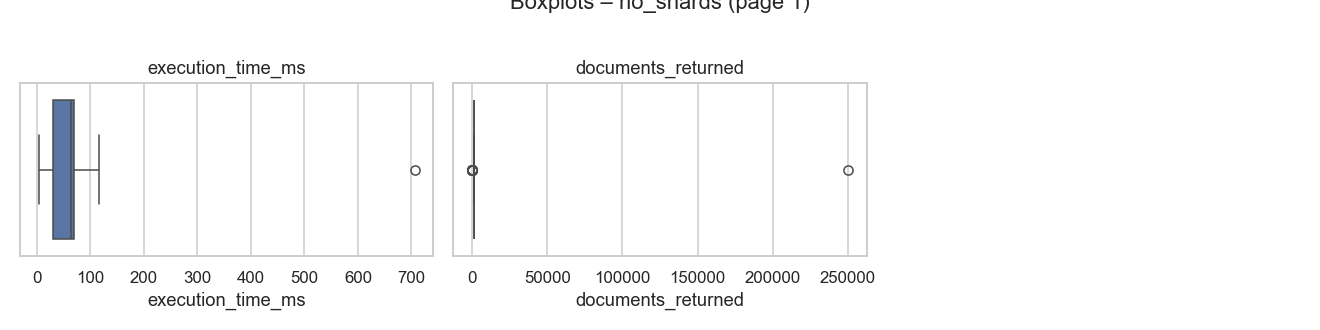 Boxplots – no_shards (page 1)
execution_time_ms
documents_returned
0 100 200 300 400 500 600 700
0 50000 100000 150000 200000 250000
execution_time_ms
documents_returned